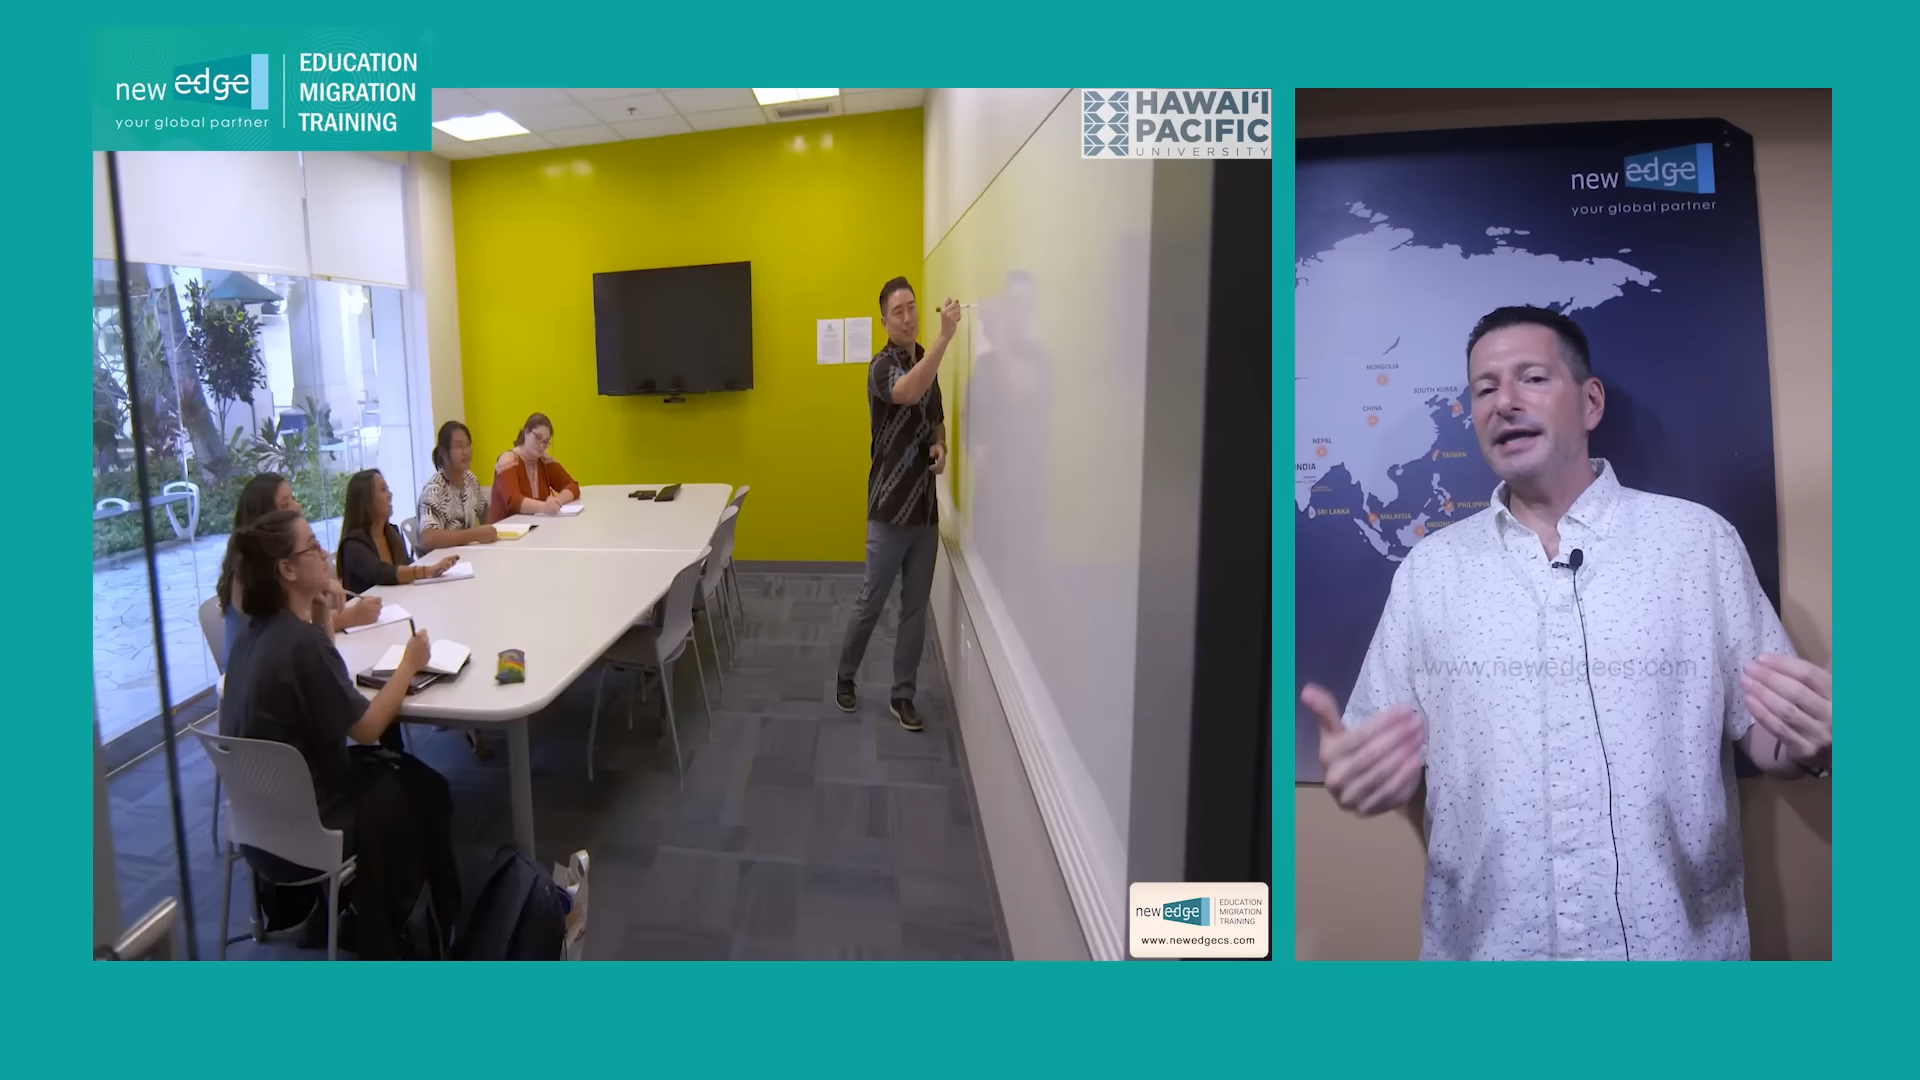 new edge
your global partner
EDUCATION
MIGRATION
TRAINING
HAWAIʻI
PACIFIC
UNIVERSITY
new edge
EDUCATION
MIGRATION
TRAINING
www.newedgecs.com
new edge
your global partner
MONGOLIA
SOUTH KOREA
CHINA
NEPAL
TAIWAN
INDIA
SRI LANKA
MALAYSIA
www.newedgecs.com